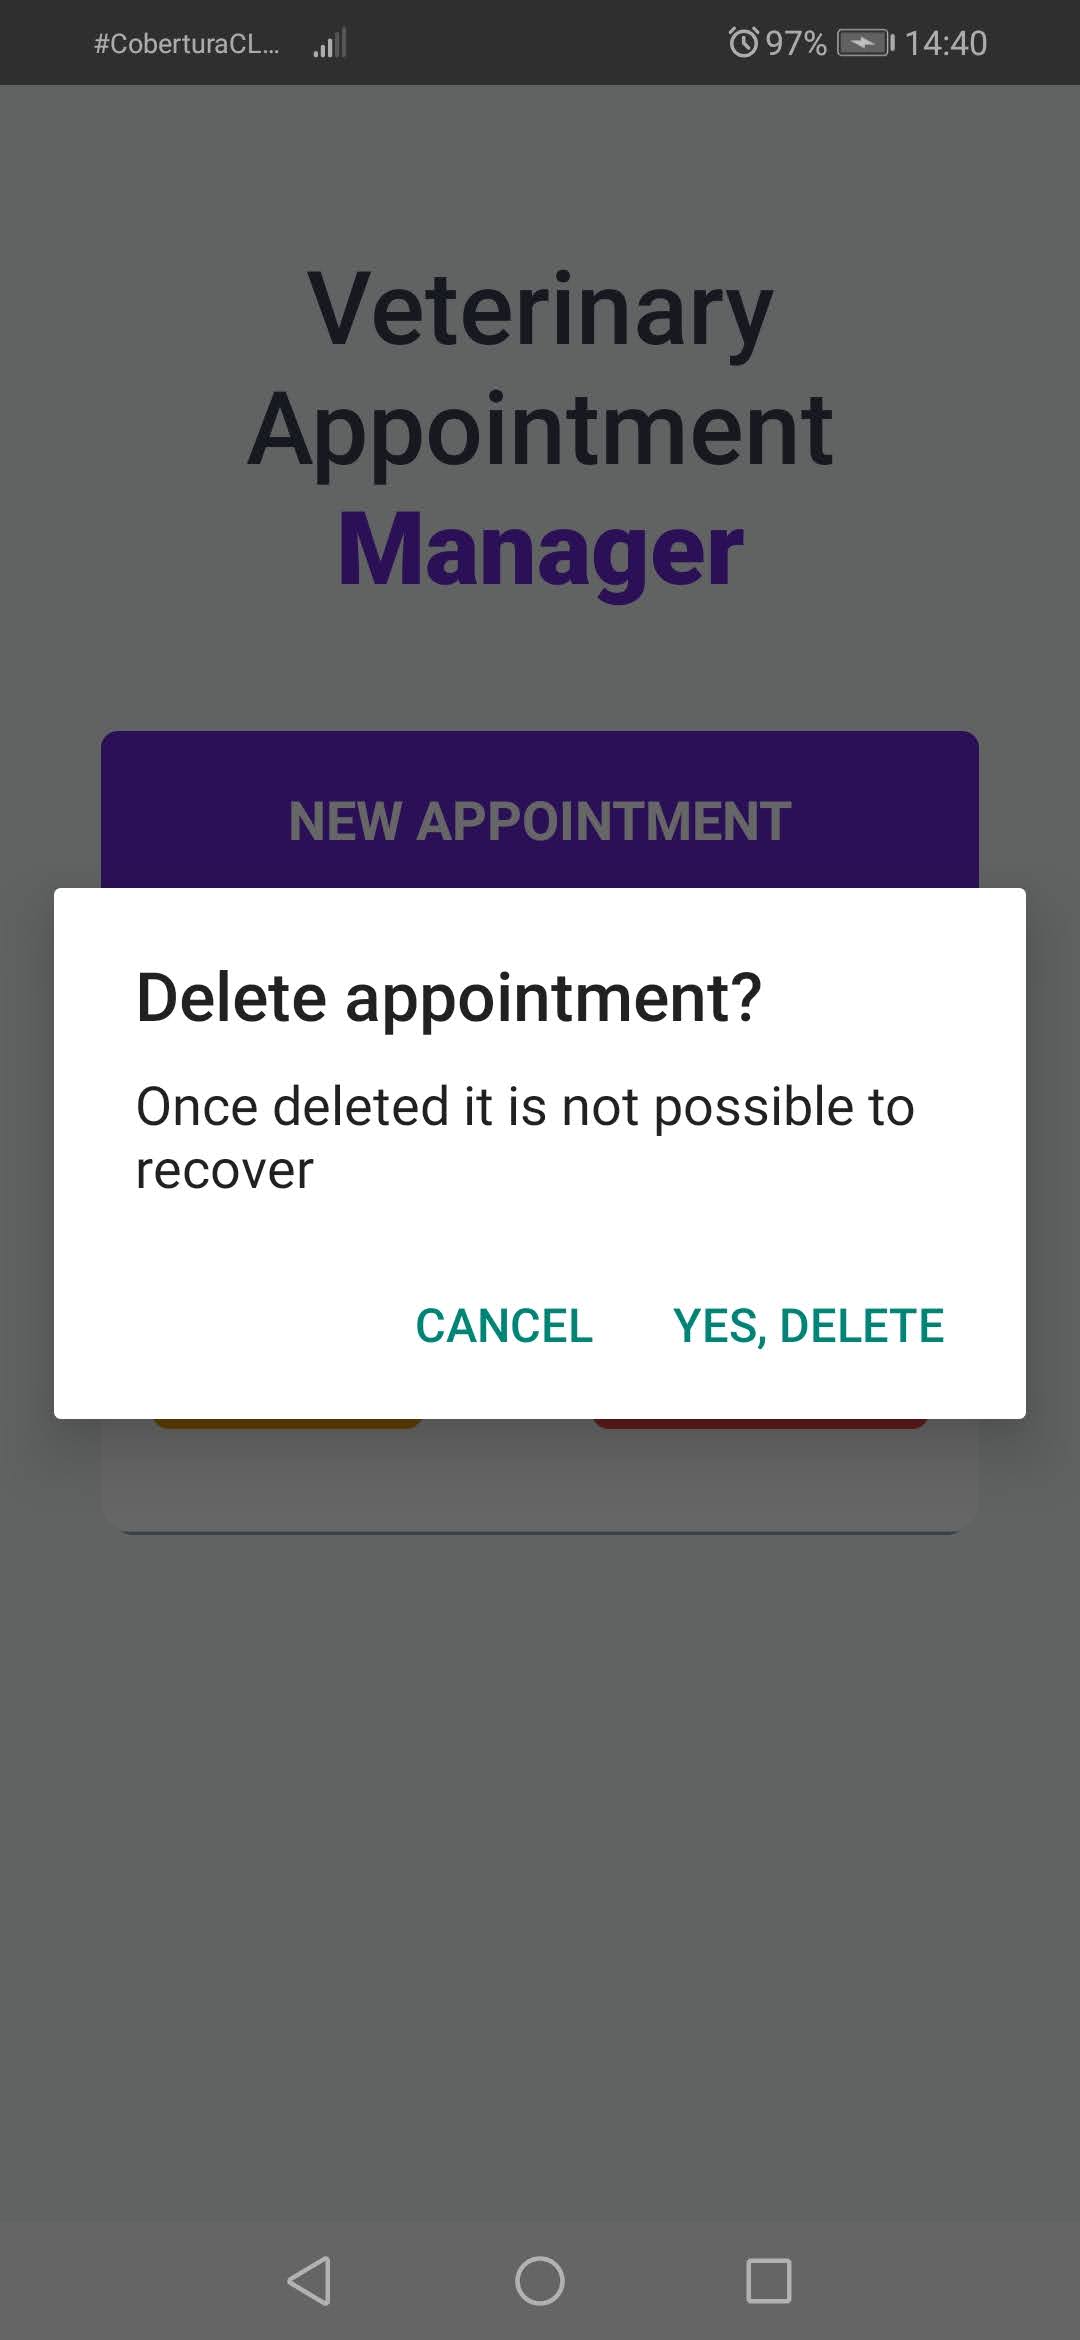 #CoberturaCL... 97% 14:40
Veterinary
Appointment
Manager
NEW APPOINTMENT
Delete appointment?
Once deleted it is not possible to
recover
CANCEL YES, DELETE